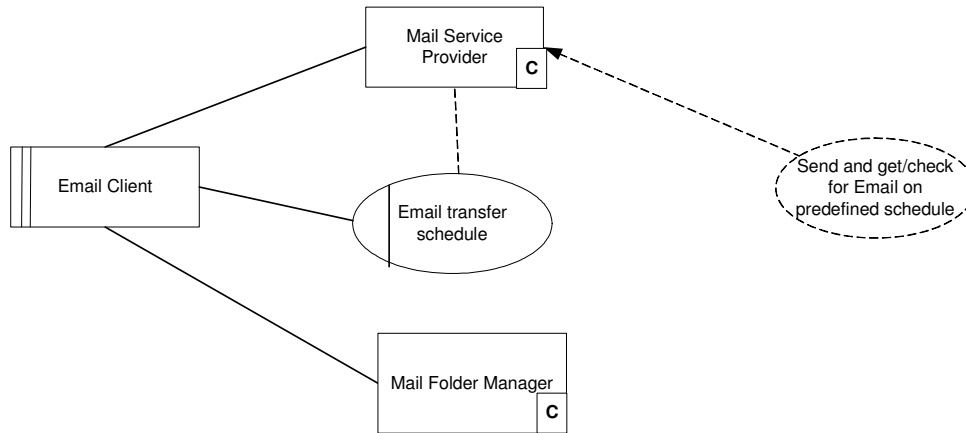 Mail Service
Provider
C
Email Client
Email transfer
schedule
Send and get/check
for Email on
predefined schedule
Mail Folder Manager
C